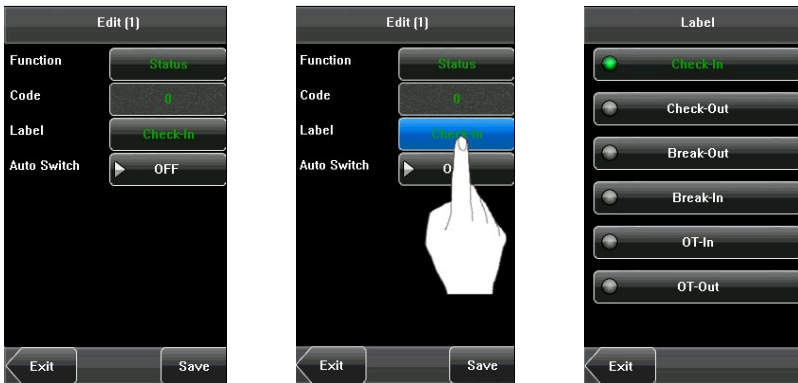 Edit (1)
Function Status
Code 0
Label Check-In
Auto Switch OFF
Exit Save
Edit (1)
Function Status
Code 0
Label Check-In
Auto Switch
Exit Save
Label
Check-In
Check-Out
Break-Out
Break-In
OT-In
OT-Out
Exit